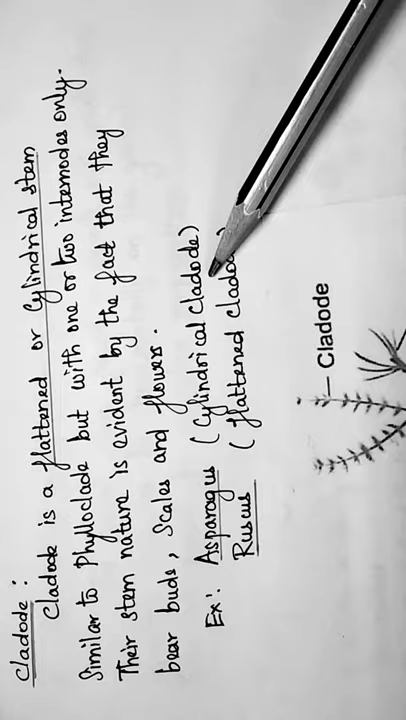 Cladode :
Cladode is a flattened or cylindrical stem
Similar to Phylloclade but with one or two internodes only.
Their stem nature is evident by the fact that they
bear buds, scales and flowers.
Ex: Asparagus (Cylindrical Cladode)
Ruscus (flattened cladode)
Cladode